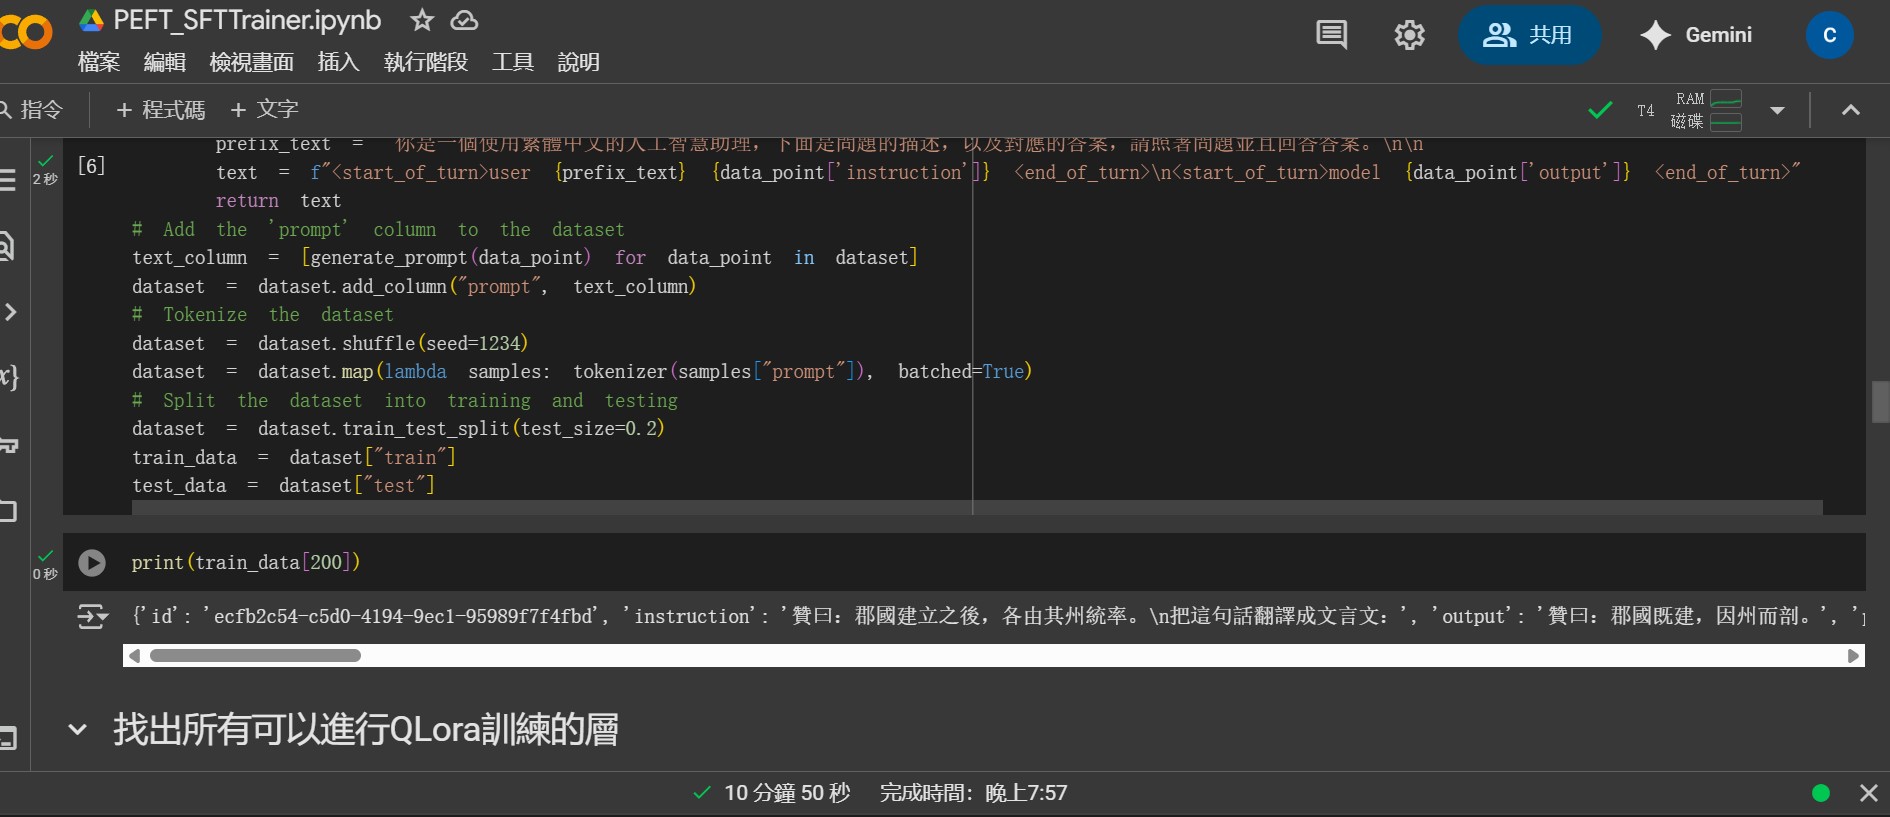 PEFT_SFTTrainer.ipynb
檔案 編輯 檢視畫面 插入 執行階段 工具 說明
共用
Gemini
C
指令 + 程式碼 + 文字
T4
RAM
磁碟
2 秒
[6]
prefix_text = 你是一個使用繁體中文的人工智慧助理，下面是問題的描述，以及對應的答案，請照著問題並且回答答案。\n\n
text = f"<start_of_turn>user {prefix_text} {data_point['instruction']} <end_of_turn>\n<start_of_turn>model {data_point['output']} <end_of_turn>"
return text
# Add the 'prompt' column to the dataset
text_column = [generate_prompt(data_point) for data_point in dataset]
dataset = dataset.add_column("prompt", text_column)
# Tokenize the dataset
dataset = dataset.shuffle(seed=1234)
dataset = dataset.map(lambda samples: tokenizer(samples["prompt"]), batched=True)
# Split the dataset into training and testing
dataset = dataset.train_test_split(test_size=0.2)
train_data = dataset["train"]
test_data = dataset["test"]
0 秒
print(train_data[200])
{'id': 'ecfb2c54-c5d0-4194-9ec1-95989f7f4fbd', 'instruction': '贊曰：郡國建立之後，各由其州統率。\n把這句話翻譯成文言文：', 'output': '贊曰：郡國既建，因州而剖。', '
找出所有可以進行QLora訓練的層
10 分鐘 50 秒 完成時間：晚上7:57